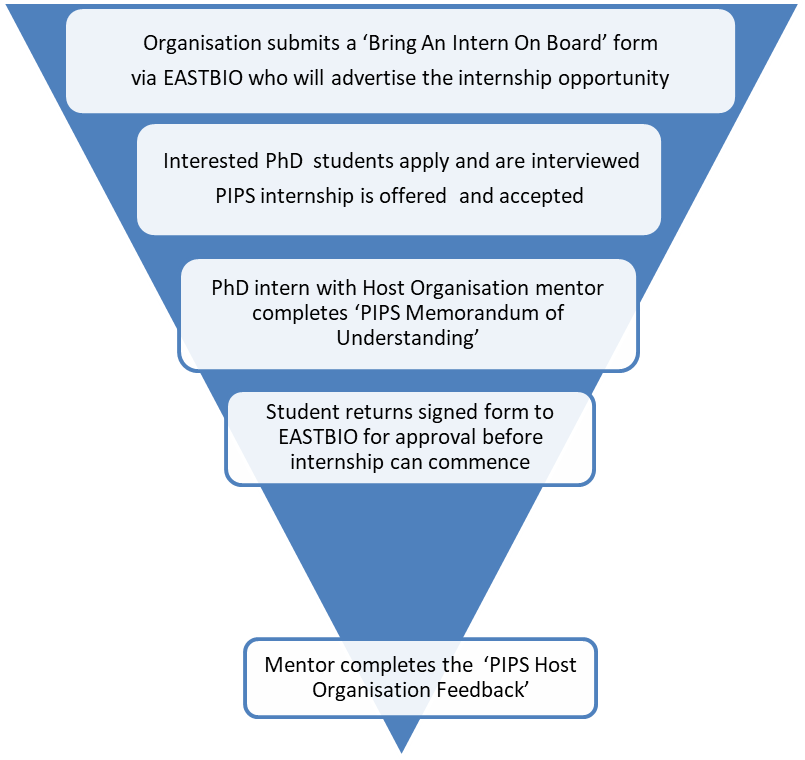 Organisation submits a ‘Bring An Intern On Board’ form
via EASTBIO who will advertise the internship opportunity
Interested PhD  students apply and are interviewed
PIPS internship is offered  and accepted
PhD intern with Host Organisation mentor
completes ‘PIPS Memorandum of
Understanding’
Student returns signed form to
EASTBIO for approval before
internship can commence
Mentor completes the  ‘PIPS Host
Organisation Feedback’